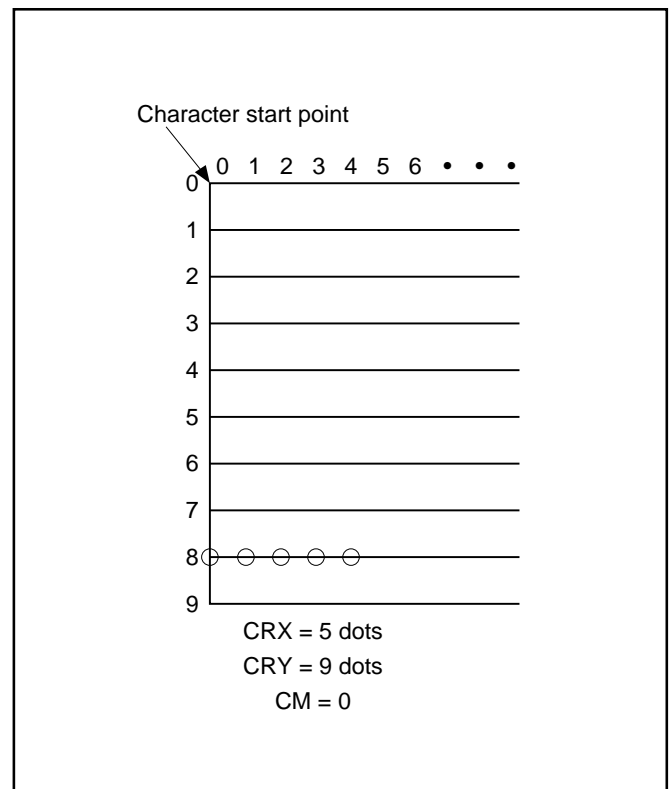 Character start point
0 1 2 3 4 5 6 • • •
0
1
2
3
4
5
6
7
8
9
CRX = 5 dots
CRY = 9 dots
CM = 0